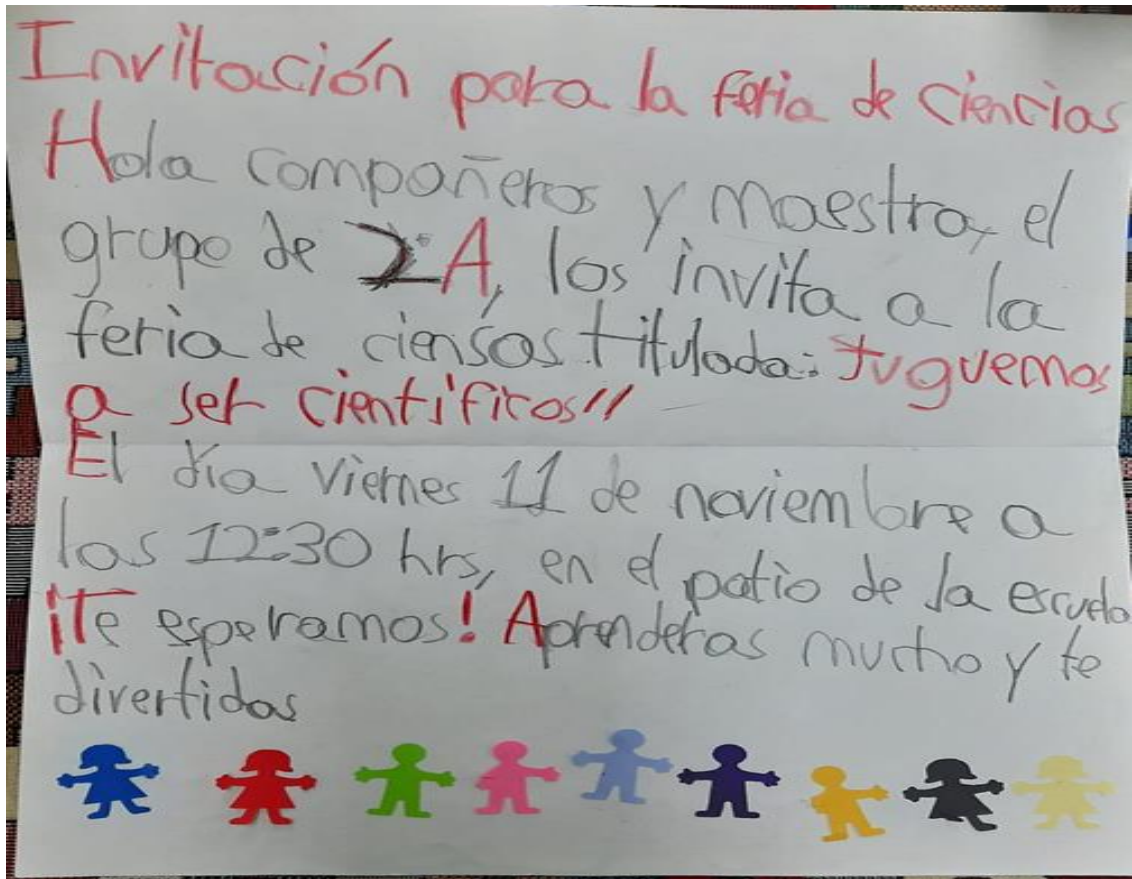 Invitación para la feria de ciencias
Hola compañeros y maestra, el
grupo de 2°A, los invita a la
feria de ciensas titulada: Juguemos
a ser científicos//
El día viernes 11 de noviembre a
las 12:30 hrs, en el patio de la escuela
¡Te esperamos! Aprenderas mucho y te
divertidas